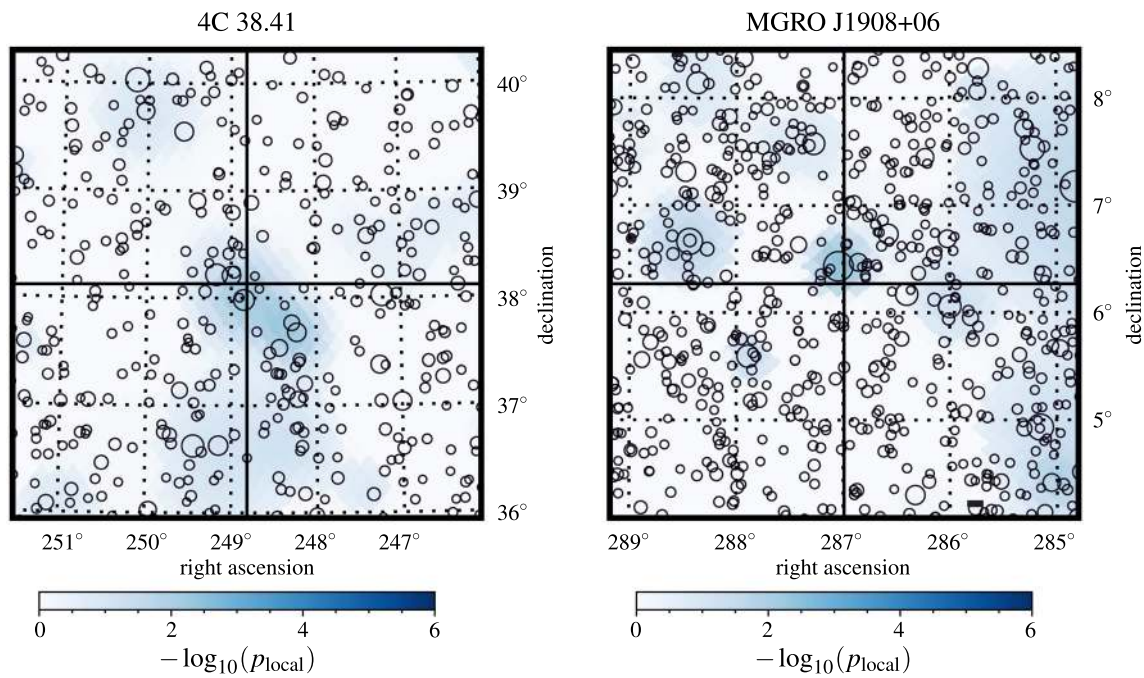 4C 38.41
MGRO J1908+06
40°
39°
38°
37°
36°
declination
8°
7°
6°
5°
declination
251° 250° 249° 248° 247°
right ascension
289° 288° 287° 286° 285°
right ascension
0 2 4 6
−log₁₀(p_local)
0 2 4 6
−log₁₀(p_local)